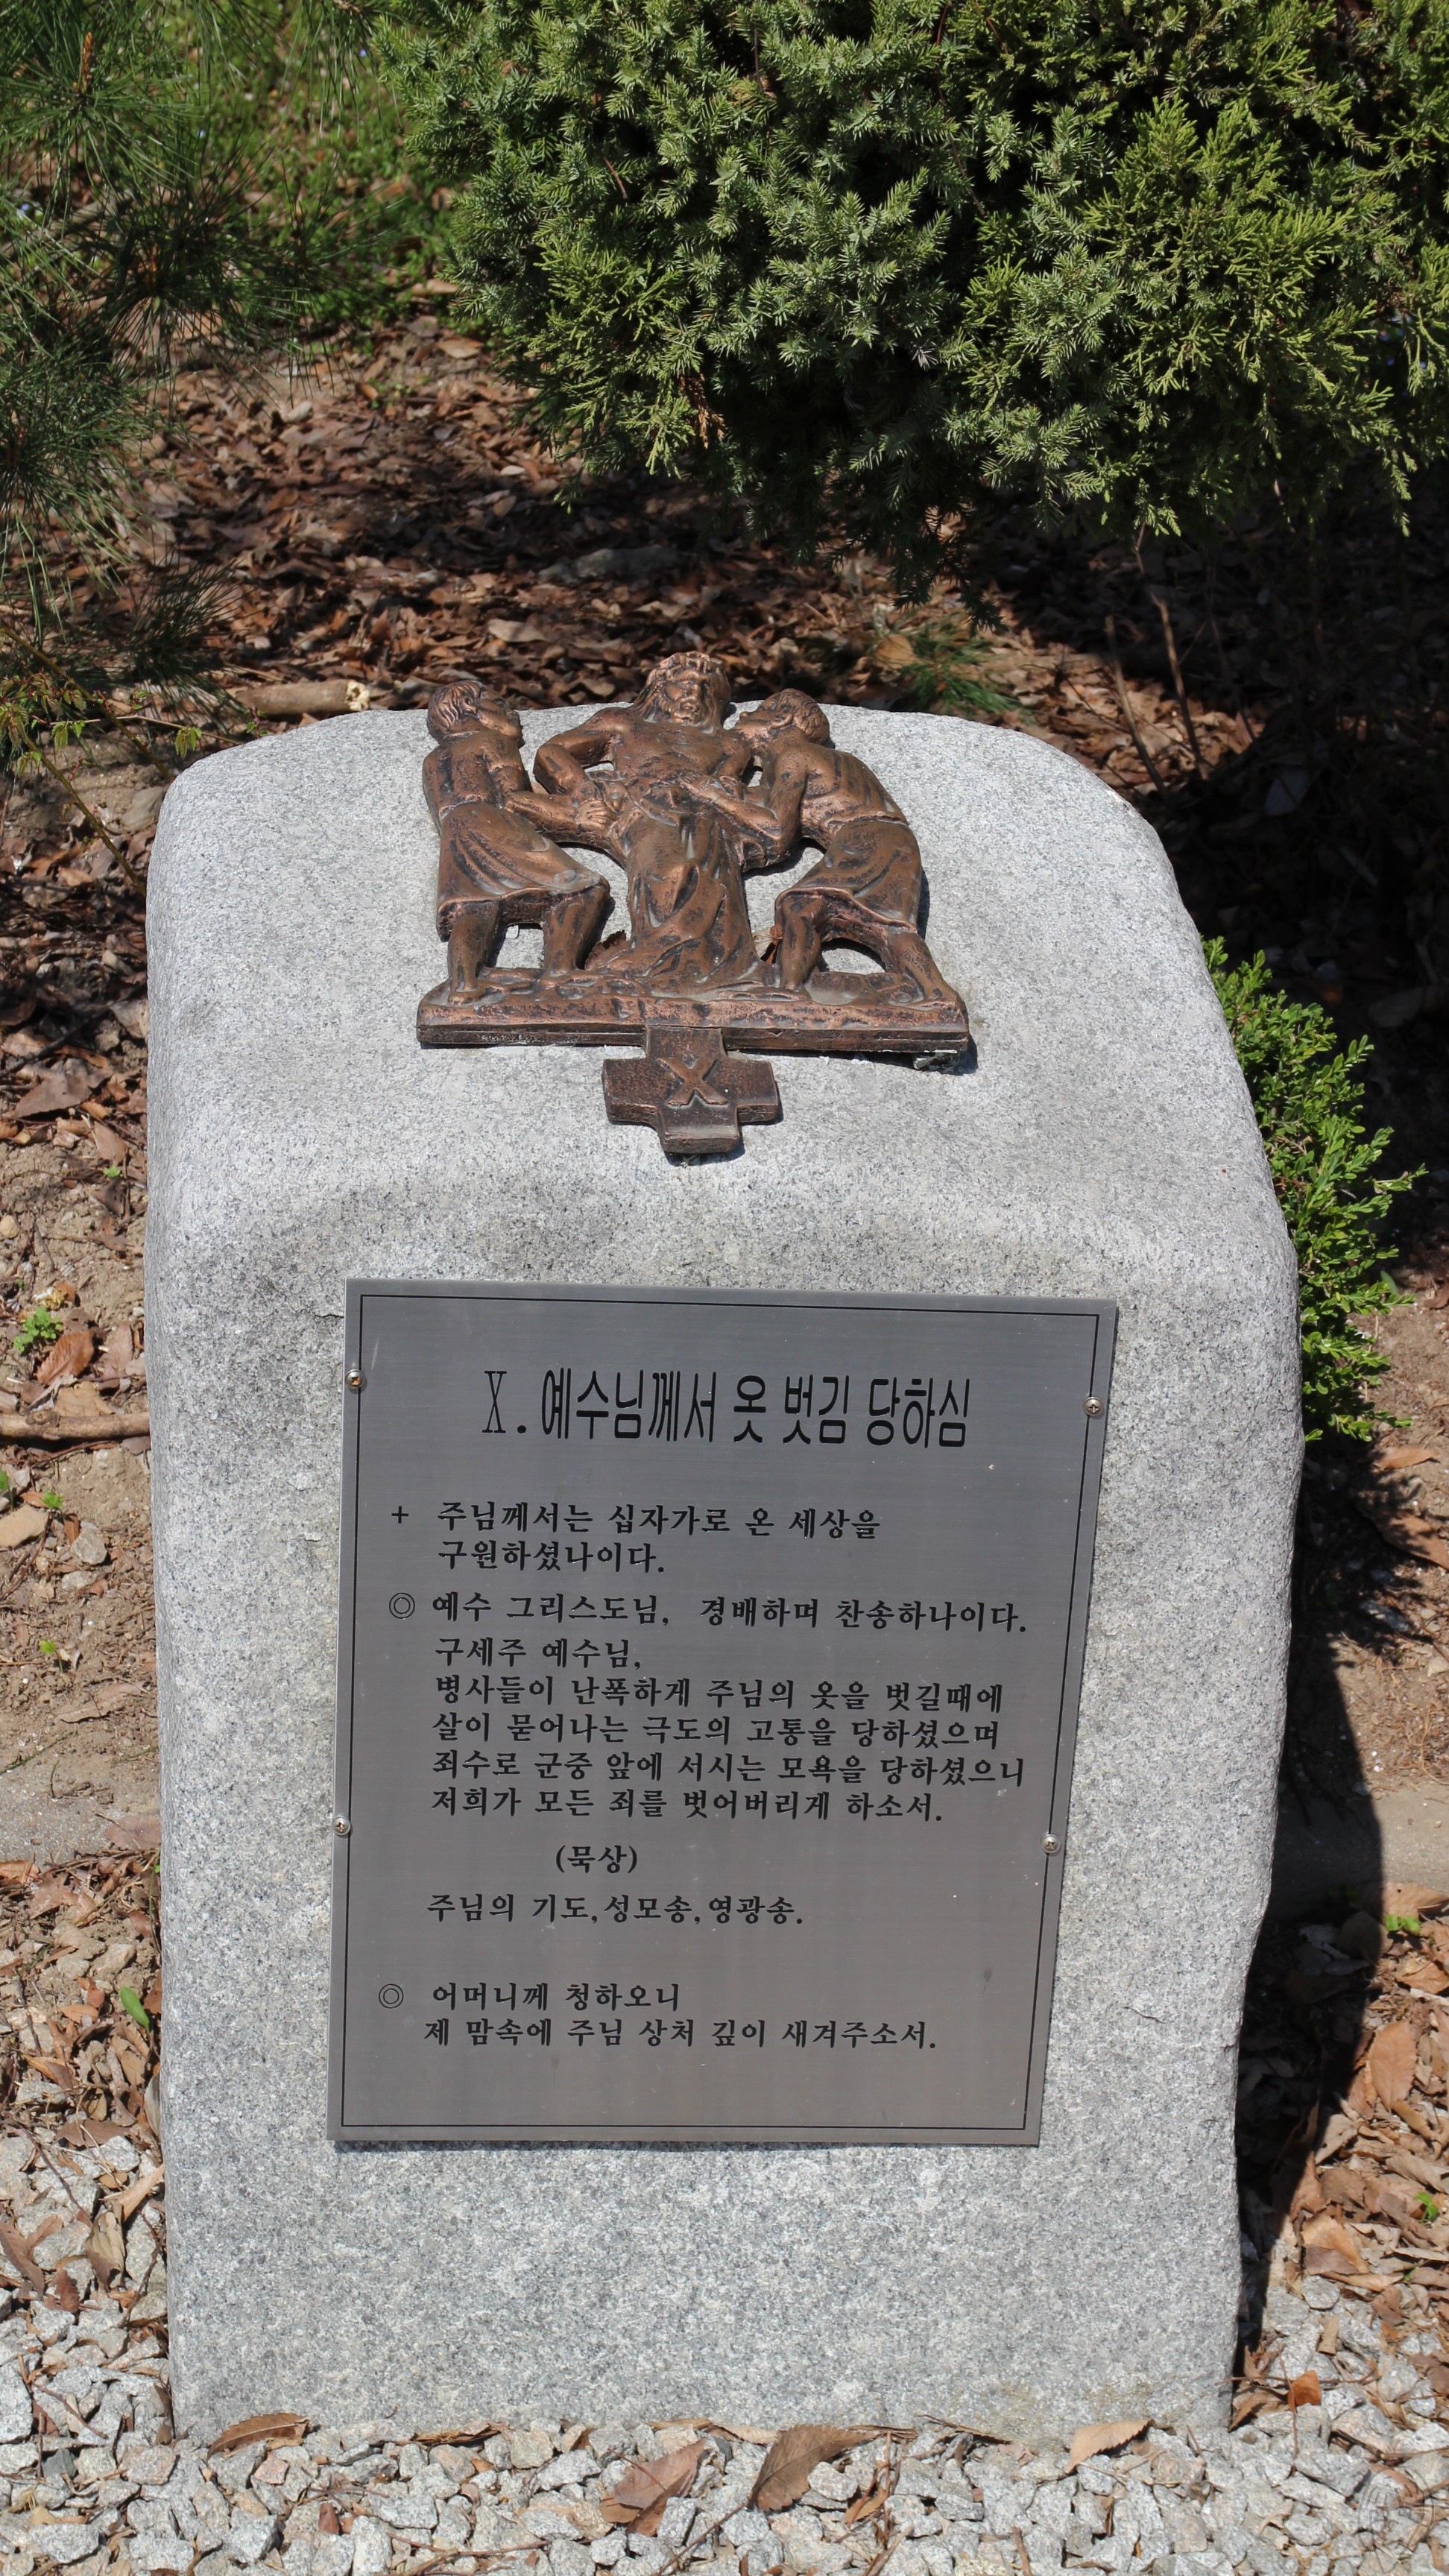 X
X. 예수님께서 옷 벗김 당하심
+ 주님께서는 십자가로 온 세상을
구원하셨나이다.
◎ 예수 그리스도님, 경배하며 찬송하나이다.
구세주 예수님,
병사들이 난폭하게 주님의 옷을 벗길때에
살이 묻어나는 극도의 고통을 당하셨으며
죄수로 군중 앞에 서시는 모욕을 당하셨으니
저희가 모든 죄를 벗어버리게 하소서.
(묵상)
주님의 기도, 성모송, 영광송.
◎ 어머니께 청하오니
제 맘속에 주님 상처 깊이 새겨주소서.